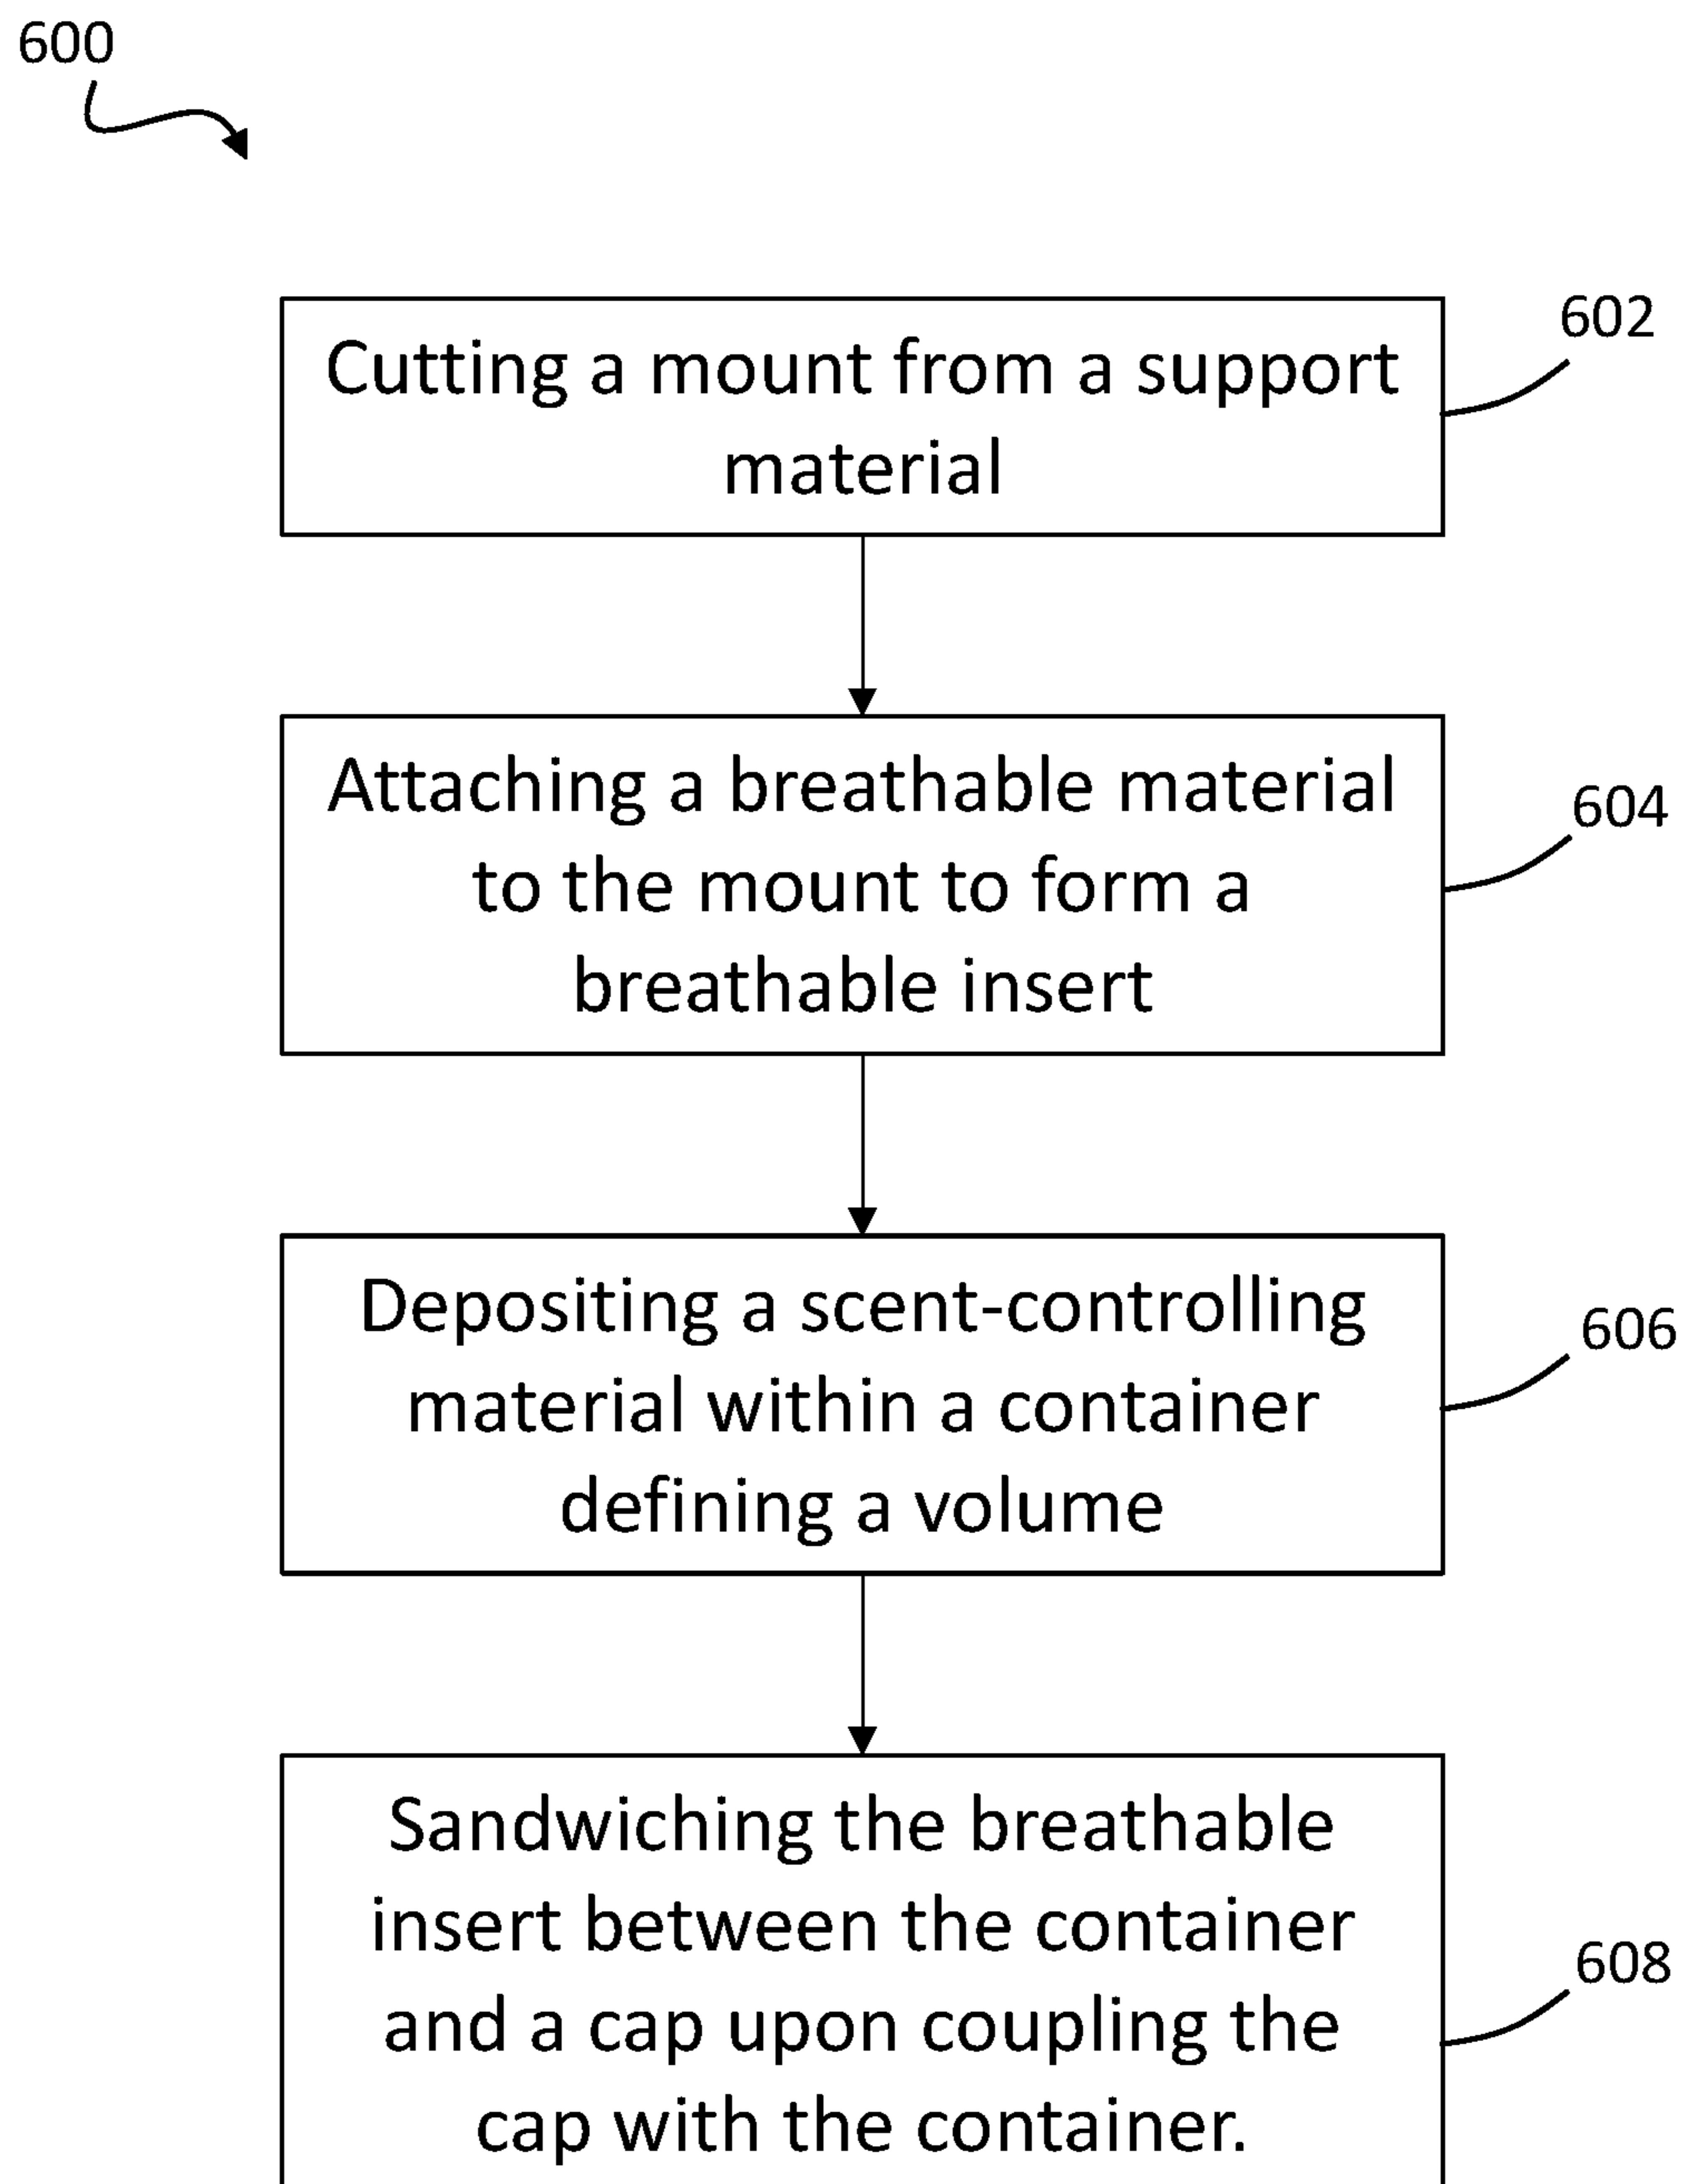 600
602
Cutting a mount from a support
material
604
Attaching a breathable material
to the mount to form a
breathable insert
606
Depositing a scent-controlling
material within a container
defining a volume
608
Sandwiching the breathable
insert between the container
and a cap upon coupling the
cap with the container.